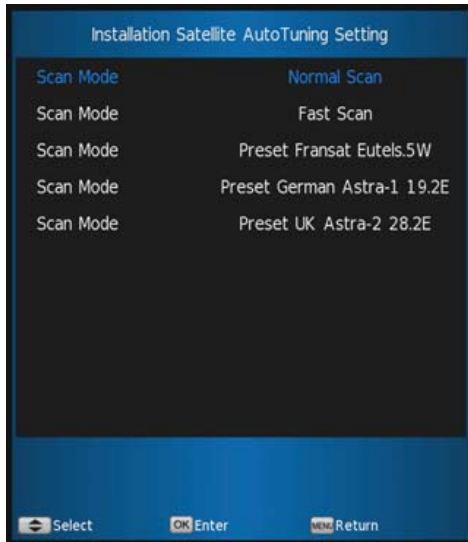 Installation Satellite AutoTuning Setting
Scan Mode Normal Scan
Scan Mode Fast Scan
Scan Mode Preset Fransat Eutels.5W
Scan Mode Preset German Astra-1 19.2E
Scan Mode Preset UK Astra-2 28.2E
Select OK Enter MENU Return